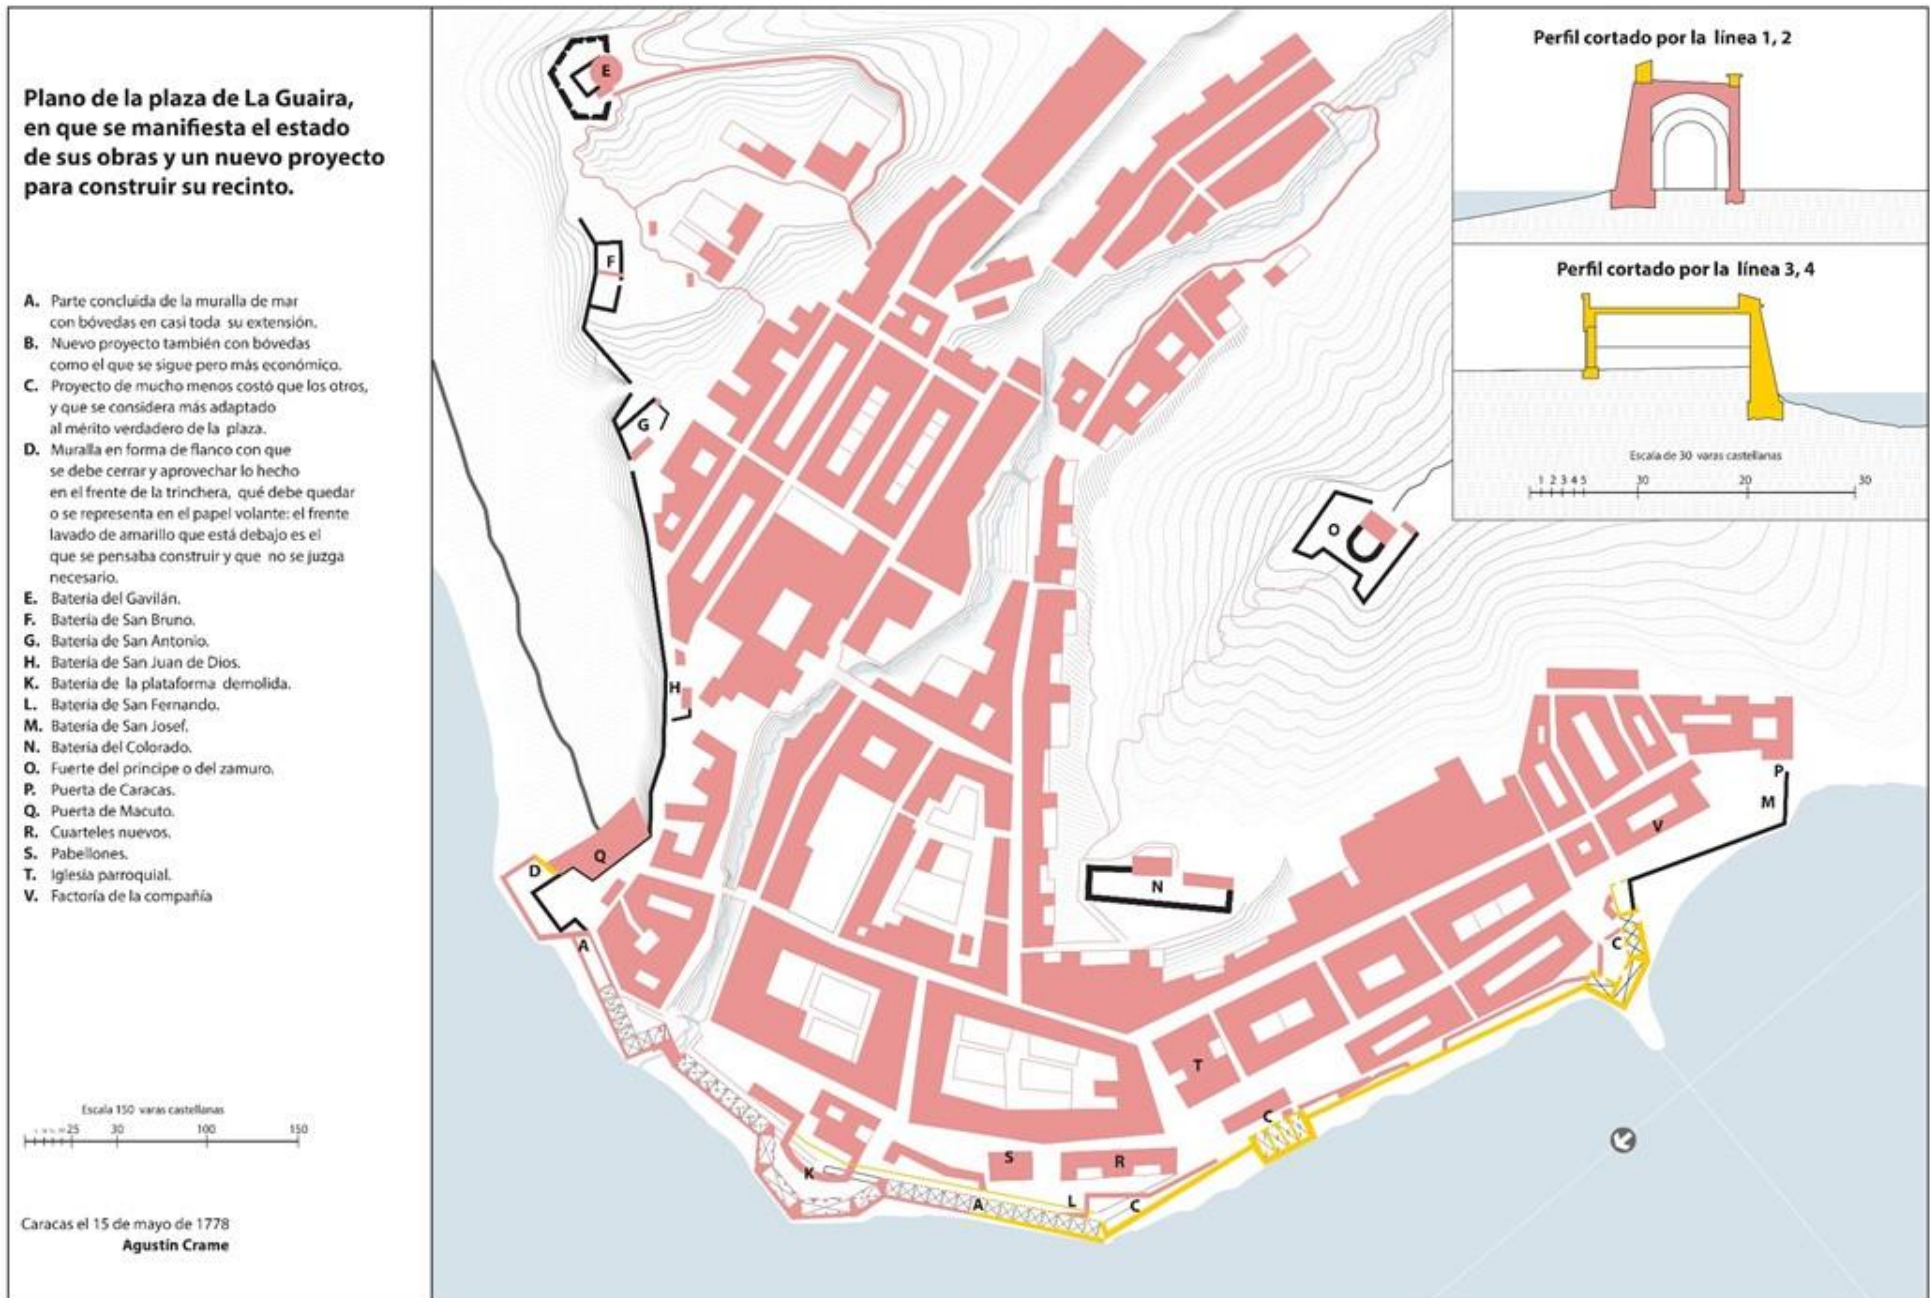 Plano de la plaza de La Guaira,
en que se manifiesta el estado
de sus obras y un nuevo proyecto
para construir su recinto.
A. Parte concluida de la muralla de mar
con bóvedas en casi toda su extensión.
B. Nuevo proyecto también con bóvedas
como el que se sigue pero más económico.
C. Proyecto de mucho menos costó que los otros,
y que se considera más adaptado
al mérito verdadero de la plaza.
D. Muralla en forma de flanco con que
se debe cerrar y aprovechar lo hecho
en el frente de la trinchera, qué debe quedar
o se representa en el papel volante: el frente
lavado de amarillo que está debajo es el
que se pensaba construir y que no se juzga
necesario.
E. Batería del Gavilán.
F. Batería de San Bruno.
G. Batería de San Antonio.
H. Batería de San Juan de Dios.
K. Batería de la plataforma demolida.
L. Batería de San Fernando.
M. Batería de San Josef.
N. Batería del Colorado.
O. Fuerte del principe o del zamuro.
P. Puerta de Caracas.
Q. Puerta de Macuto.
R. Cuarteles nuevos.
S. Pabellones.
T. Iglesia parroquial.
V. Factoría de la compañía
Escala 150 varas castellanas
25 30 100 150
Caracas el 15 de mayo de 1778
Agustín Crame
E
F
G
H
O
P
M
V
Q
D
N
A
C
T
C
S
R
K
A
L
C
Perfil cortado por la línea 1, 2
Perfil cortado por la línea 3, 4
Escala de 30 varas castellanas
1 2 3 4 5 30 20 30